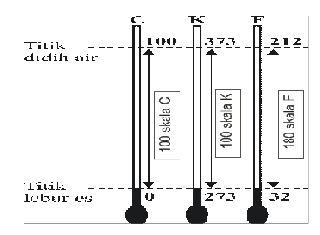 C K F
Titik didih air 100 373 212
100 skala C
100 skala K
180 skala F
Titik lebur es 0 273 32